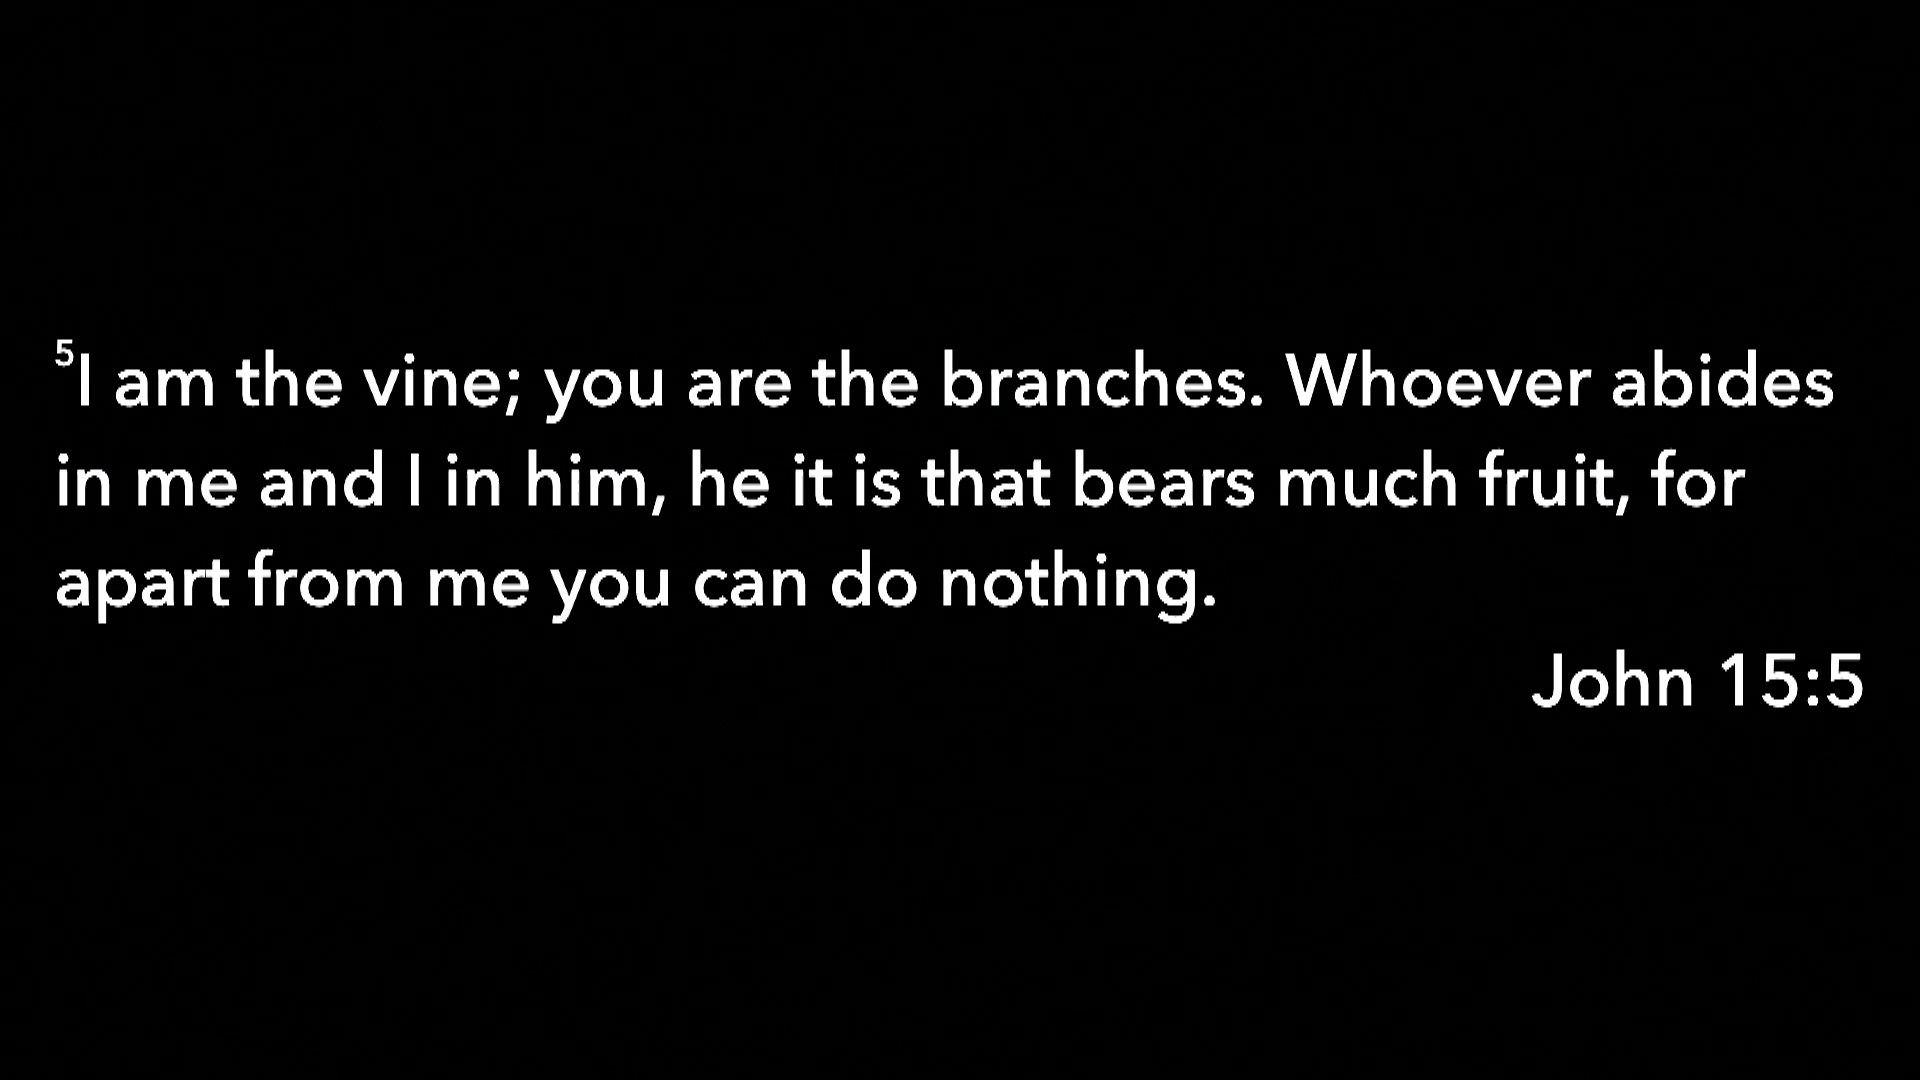 ⁵I am the vine; you are the branches. Whoever abides
in me and I in him, he it is that bears much fruit, for
apart from me you can do nothing.
John 15:5